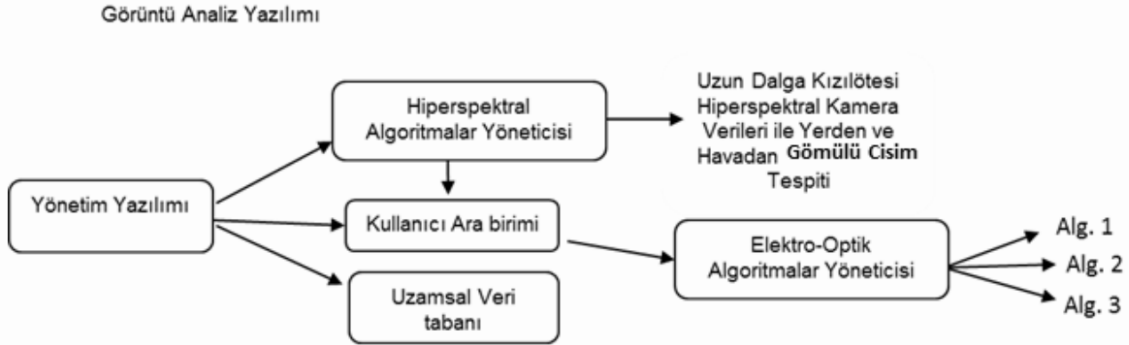 Görüntü Analiz Yazılımı
Hiperspektral
Algoritmalar Yöneticisi
Uzun Dalga Kızılötesi
Hiperspektral Kamera
Verileri ile Yerden ve
Havadan Gömülü Cisim
Tespiti
Yönetim Yazılımı
Kullanıcı Ara birimi
Elektro-Optik
Algoritmalar Yöneticisi
Alg. 1
Alg. 2
Alg. 3
Uzamsal Veri
tabanı